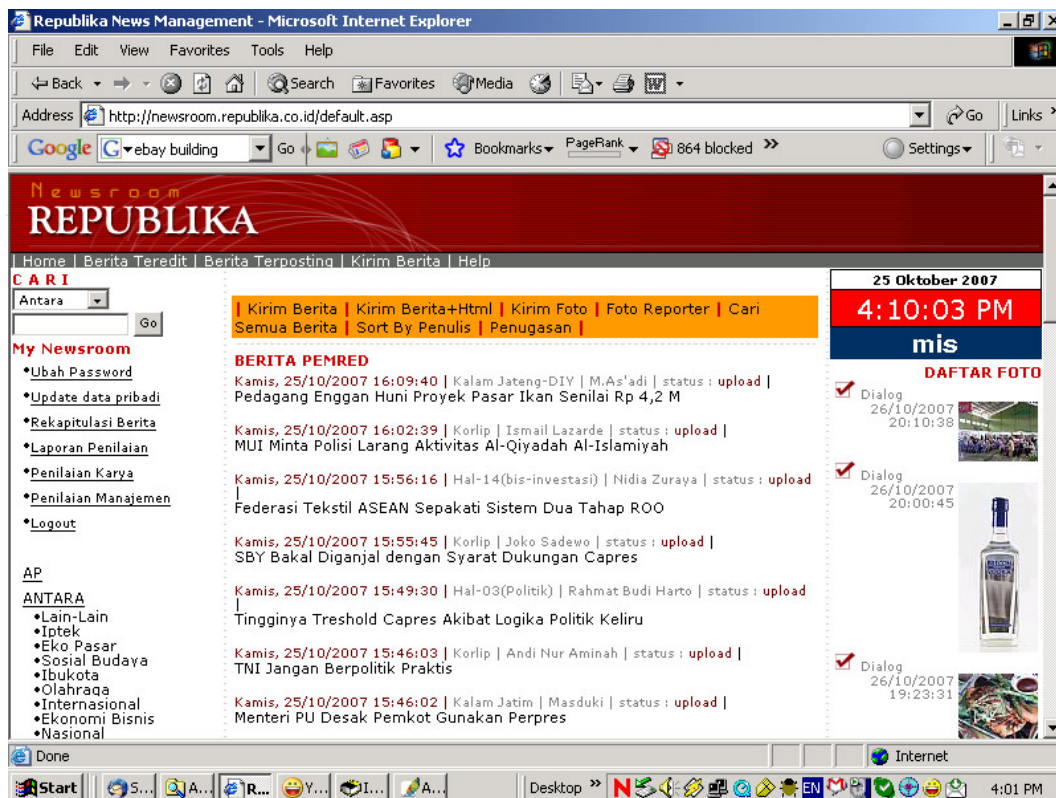 Republika News Management - Microsoft Internet Explorer
File Edit View Favorites Tools Help
Back Search Favorites Media
Address http://newsroom.republika.co.id/default.asp Go Links
Google ebay building Go Bookmarks PageRank 864 blocked Settings
Newsroom
REPUBLIKA
| Home | Berita Teredit | Berita Terposting | Kirim Berita | Help
CARI
Antara
Go
My Newsroom
Ubah Password
Update data pribadi
Rekapitulasi Berita
Laporan Penilaian
Penilaian Karya
Penilaian Manajemen
Logout
AP
ANTARA
Lain-Lain
Iptek
Eko Pasar
Sosial Budaya
Ibukota
Olahraga
Internasional
Ekonomi Bisnis
Nasional
| Kirim Berita | Kirim Berita+Html | Kirim Foto | Foto Reporter | Cari
Semua Berita | Sort By Penulis | Penugasan |
BERITA PEMRED
Kamis, 25/10/2007 16:09:40 | Kalam Jateng-DIY | M.As'adi | status : upload |
Pedagang Enggan Huni Proyek Pasar Ikan Senilai Rp 4,2 M
Kamis, 25/10/2007 16:02:39 | Korlip | Ismail Lazarde | status : upload |
MUI Minta Polisi Larang Aktivitas Al-Qiyadah Al-Islamiyah
Kamis, 25/10/2007 15:56:16 | Hal-14(bis-investasi) | Nidia Zuraya | status : upload
|
Federasi Tekstil ASEAN Sepakati Sistem Dua Tahap ROO
Kamis, 25/10/2007 15:55:45 | Korlip | Joko Sadewo | status : upload |
SBY Bakal Diganjal dengan Syarat Dukungan Capres
Kamis, 25/10/2007 15:49:30 | Hal-03(Politik) | Rahmat Budi Harto | status : upload
|
Tingginya Treshold Capres Akibat Logika Politik Keliru
Kamis, 25/10/2007 15:46:03 | Korlip | Andi Nur Aminah | status : upload |
TNI Jangan Berpolitik Praktis
Kamis, 25/10/2007 15:46:02 | Kalam Jatim | Masduki | status : upload |
Menteri PU Desak Pemkot Gunakan Perpres
25 Oktober 2007
4:10:03 PM
mis
DAFTAR FOTO
Dialog
26/10/2007
20:10:38
Dialog
26/10/2007
20:00:45
Dialog
26/10/2007
19:23:31
Done Internet
Start S... A... R... Y... I... A... Desktop EN 4:01 PM